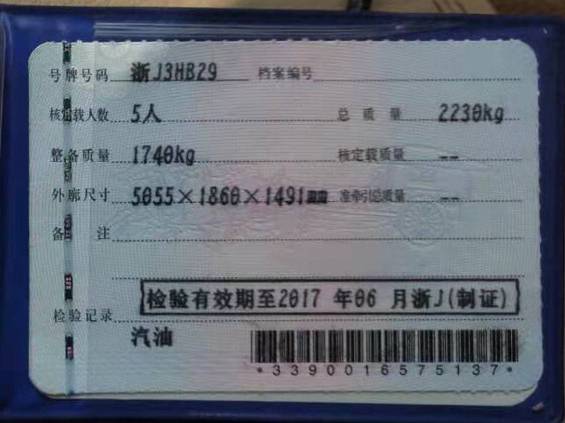 号牌号码 浙J3HB29 档案编号
核定载人数 5人 总质量 2230kg
整备质量 1740kg 核定载质量 --
外廓尺寸 5055×1860×1491mm 准牵引总质量 --
备注
检验记录 检验有效期至2017 年06 月浙J(制证)
汽油
*3390016575137*